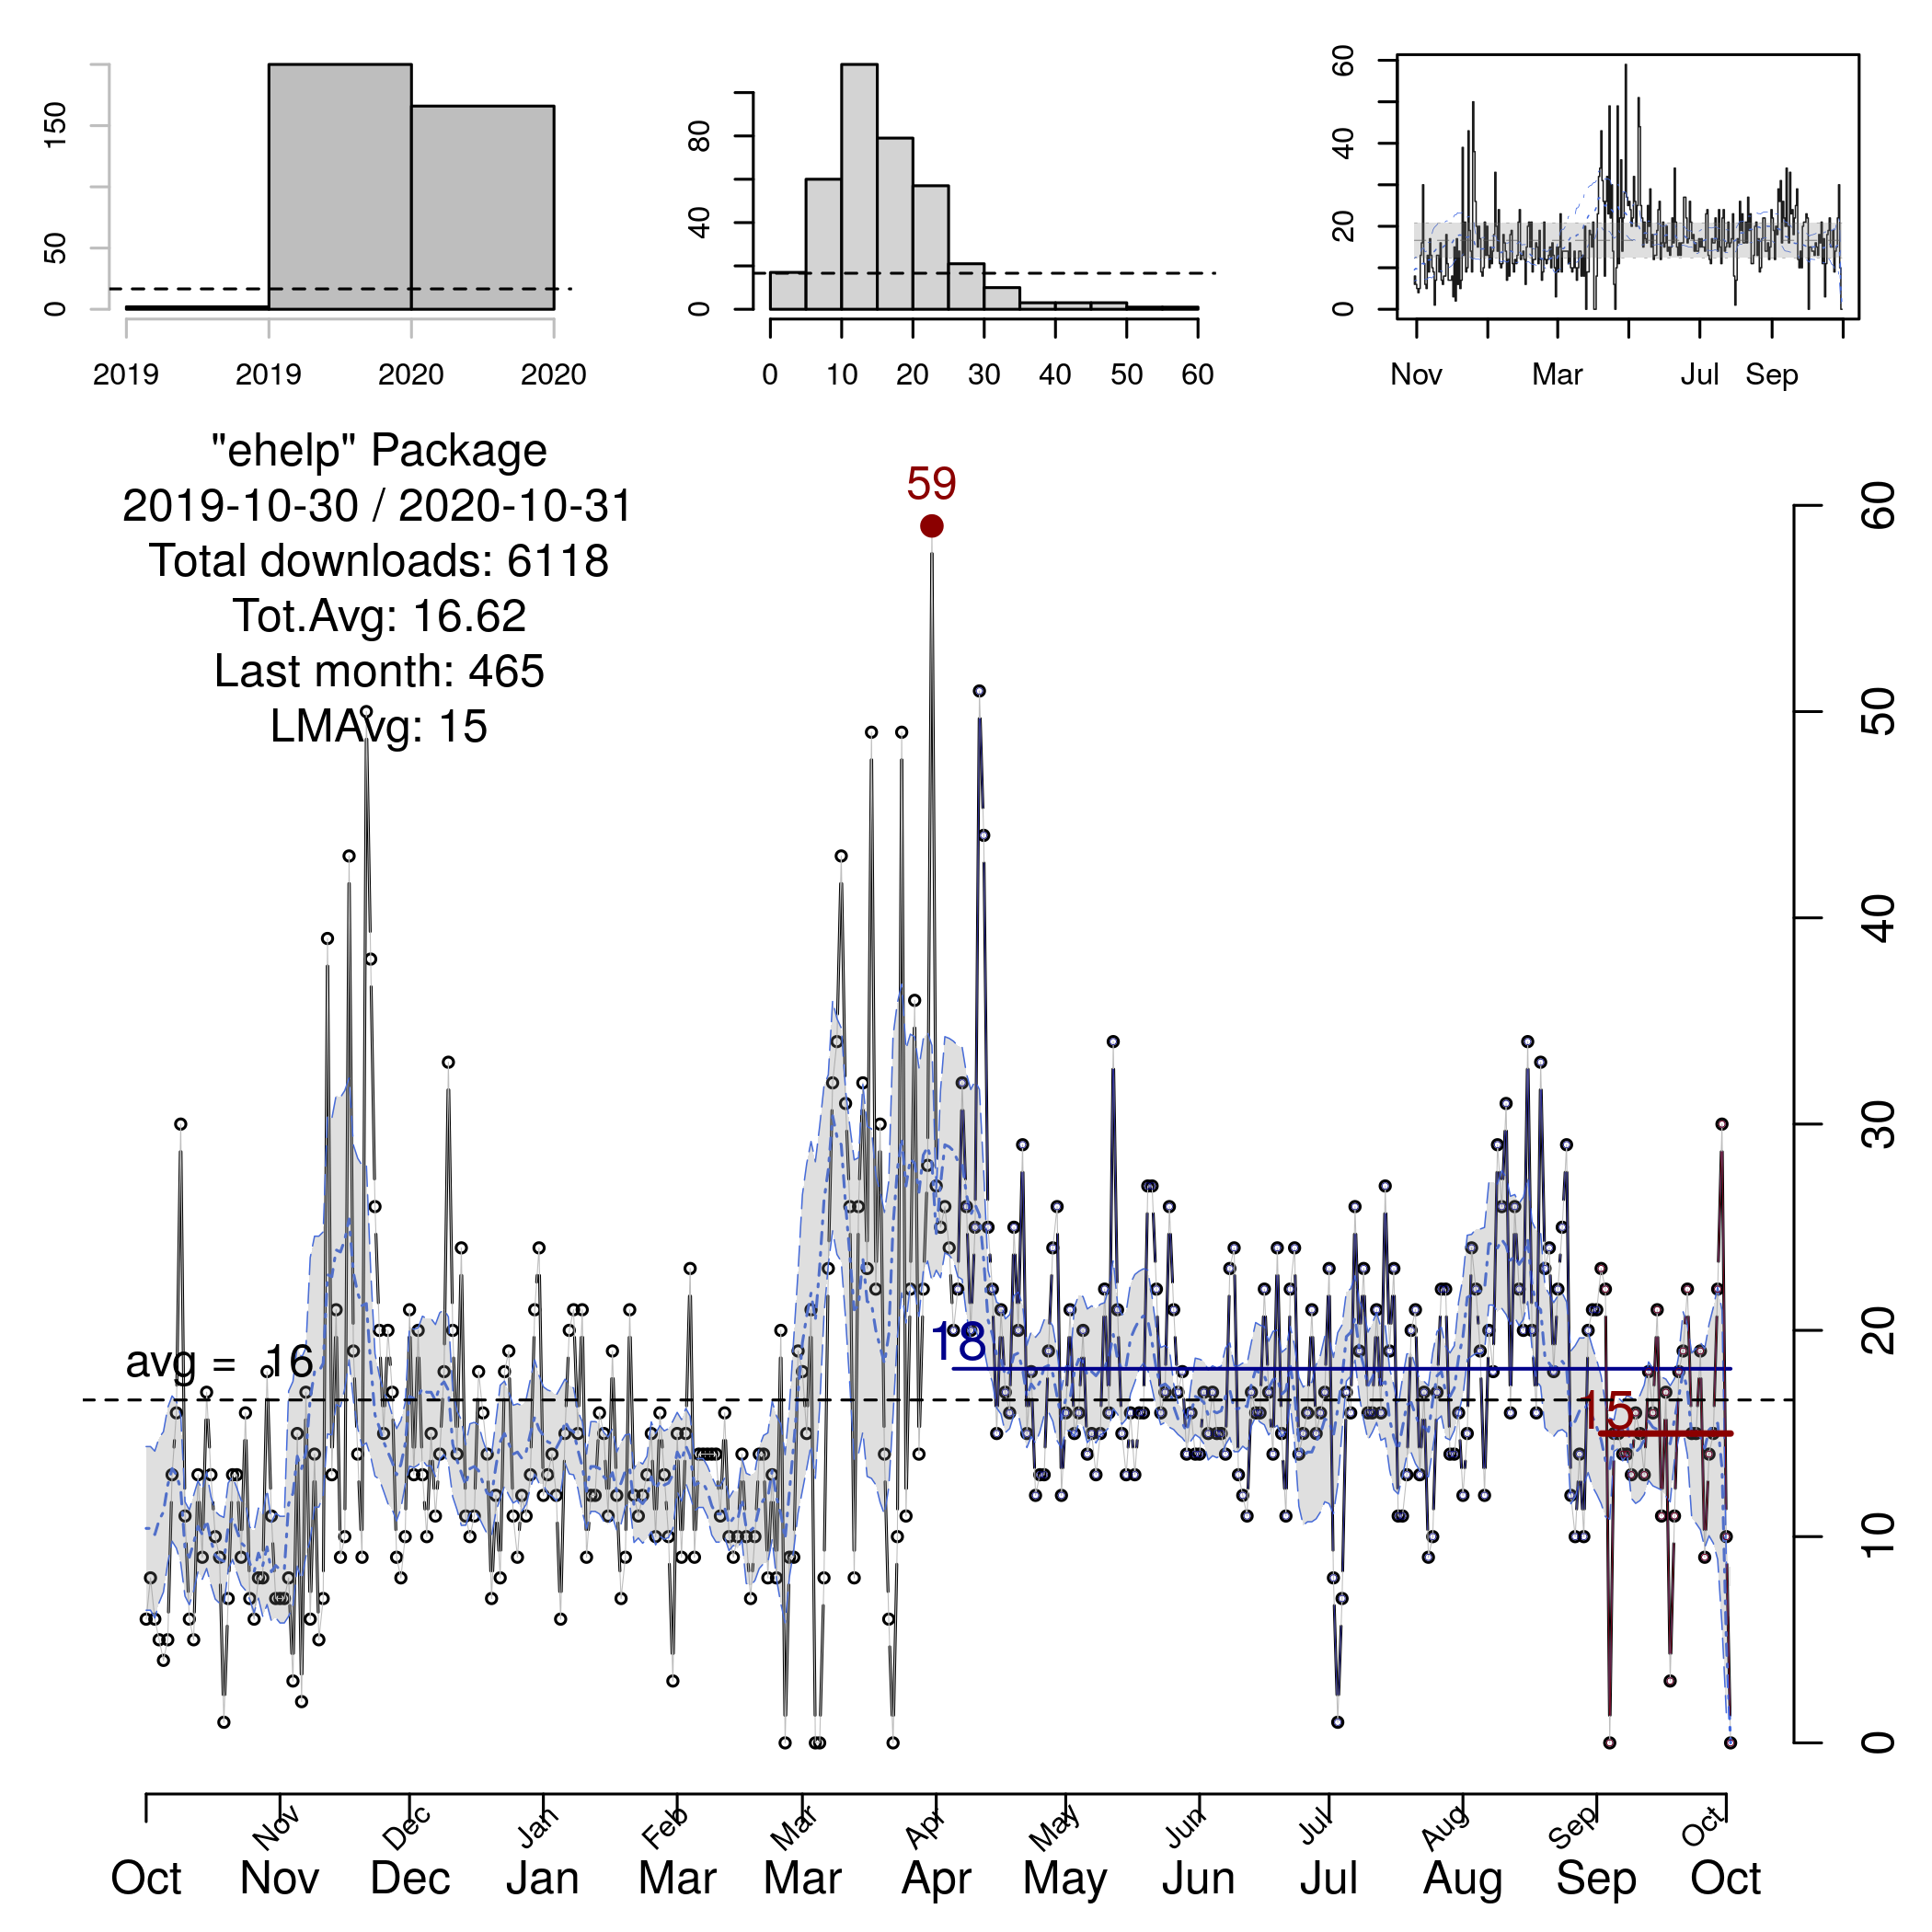 0 50 150
2019 2019 2020 2020
0 40 80
0 10 20 30 40 50 60
0 20 40 60
Nov Mar Jul Sep
"ehelp" Package
2019-10-30 / 2020-10-31
Total downloads: 6118
Tot.Avg: 16.62
Last month: 465
LMAvg: 15
59
avg = 16
18
15
0 10 20 30 40 50 60
Nov Dec Jan Feb Mar Apr May Jun Jul Aug Sep Oct
Oct Nov Dec Jan Mar Mar Apr May Jun Jul Aug Sep Oct